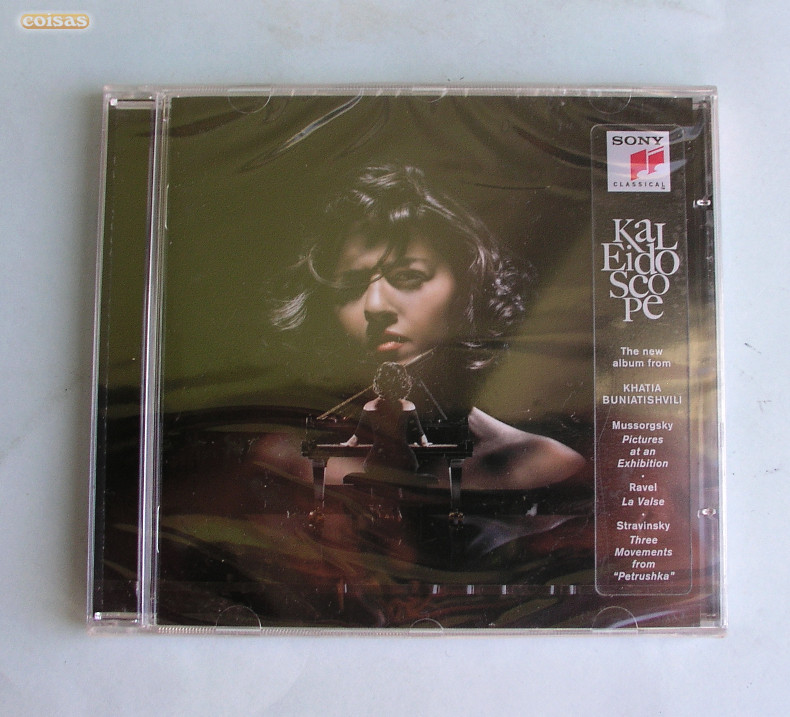 coisas
SONY
CLASSICAL
KaL
Eido
Sco
Pe
The new
album from
KHATIA
BUNIATISHVILI
Mussorgsky
Pictures
at an
Exhibition
·
Ravel
La Valse
·
Stravinsky
Three
Movements
from
"Petrushka"